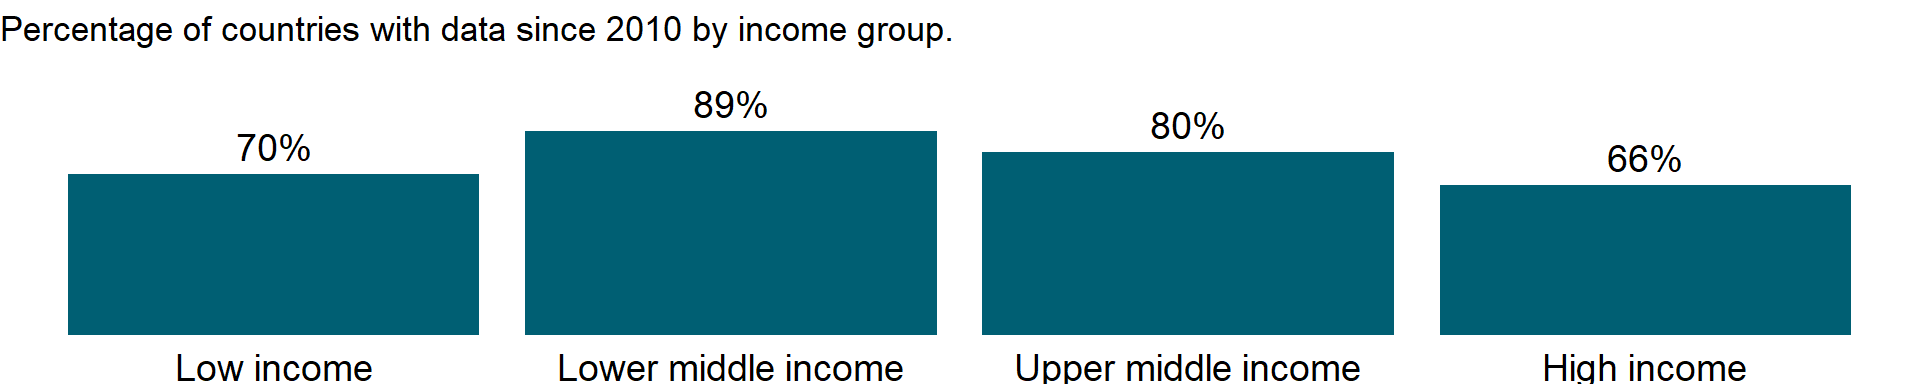 Percentage of countries with data since 2010 by income group.
70%
89%
80%
66%
Low income
Lower middle income
Upper middle income
High income